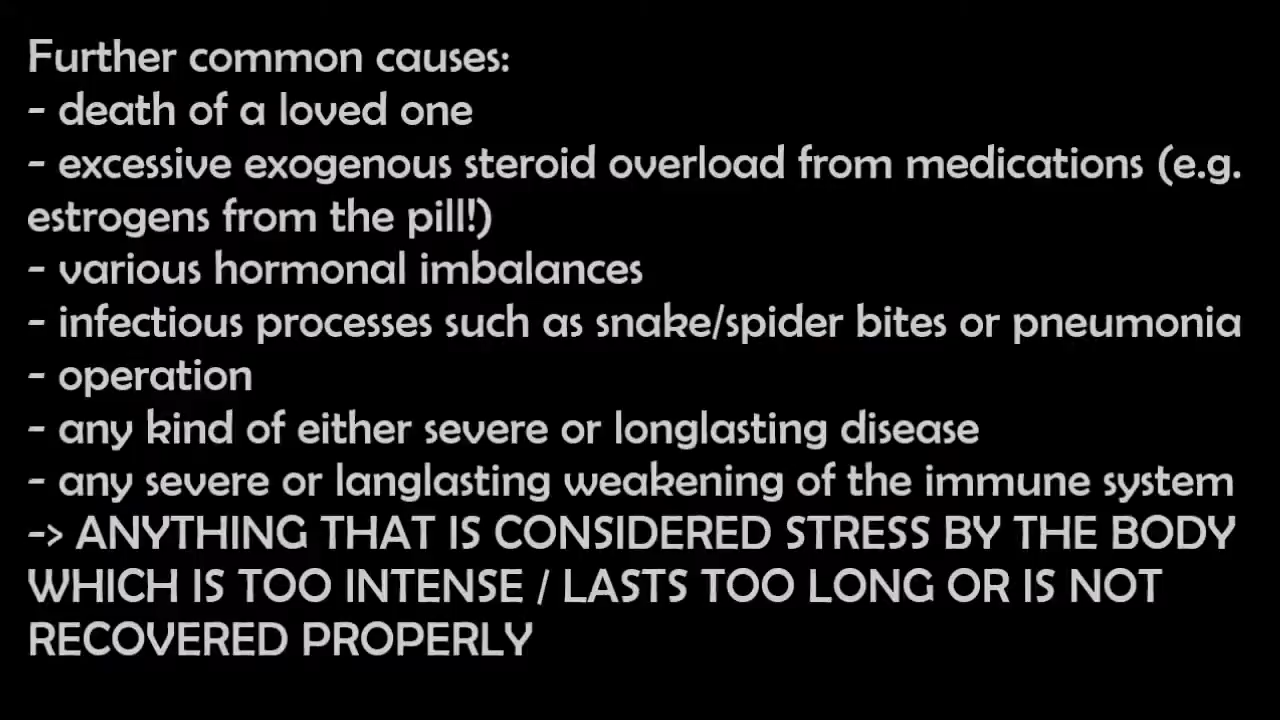 Further common causes:
- death of a loved one
- excessive exogenous steroid overload from medications (e.g.
estrogens from the pill!)
- various hormonal imbalances
- infectious processes such as snake/spider bites or pneumonia
- operation
- any kind of either severe or longlasting disease
- any severe or langlasting weakening of the immune system
-> ANYTHING THAT IS CONSIDERED STRESS BY THE BODY
WHICH IS TOO INTENSE / LASTS TOO LONG OR IS NOT
RECOVERED PROPERLY